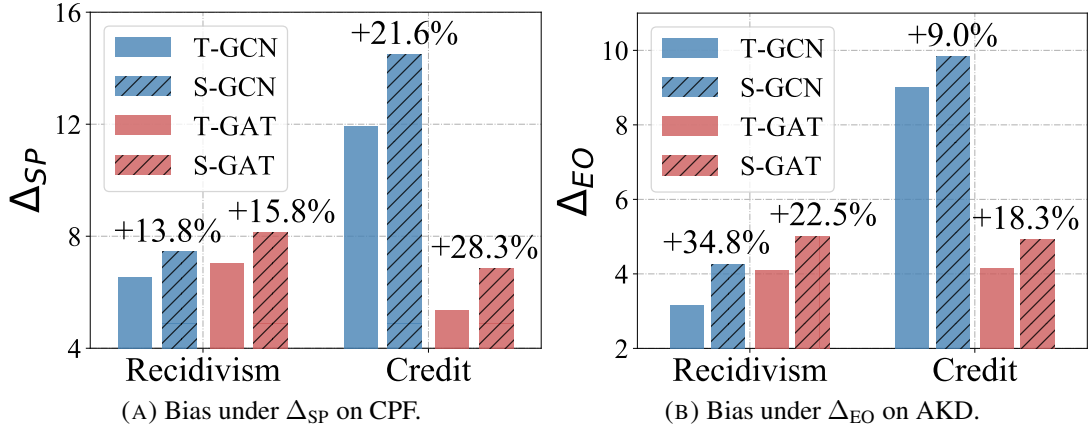 16
12
8
4
Δ_SP
T-GCN
S-GCN
T-GAT
S-GAT
+13.8%
+15.8%
+21.6%
+28.3%
Recidivism
Credit
(A) Bias under Δ_SP on CPF.
10
8
6
4
2
Δ_EO
T-GCN
S-GCN
T-GAT
S-GAT
+34.8%
+22.5%
+9.0%
+18.3%
Recidivism
Credit
(B) Bias under Δ_EO on AKD.